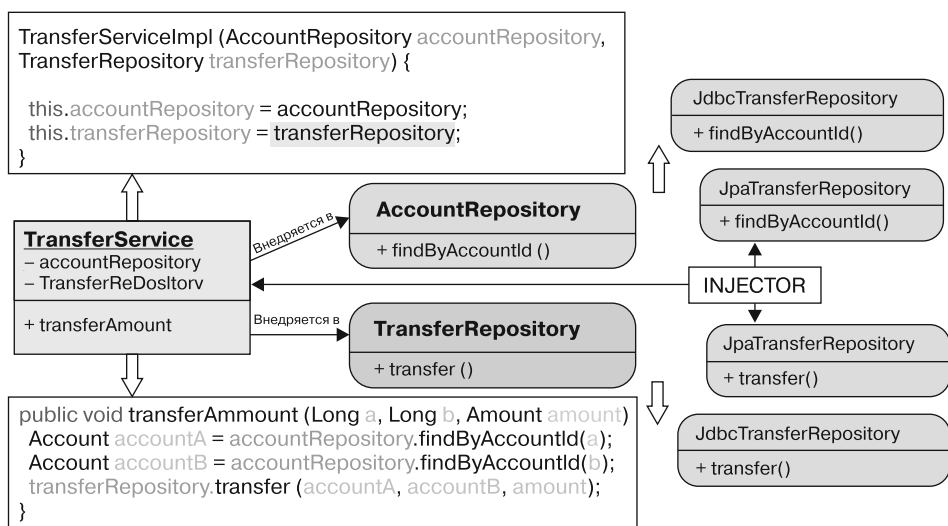 TransferServiceImpl (AccountRepository accountRepository,
TransferRepository transferRepository) {
this.accountRepository = accountRepository;
this.transferRepository = transferRepository;
}
JdbcTransferRepository
+ findByAccountId()
JpaTransferRepository
+ findByAccountId()
AccountRepository
+ findByAccountId ()
Внедряется в
TransferService
– accountRepository
– TransferReDosItorv
+ transferAmount
INJECTOR
Внедряется в
TransferRepository
+ transfer ()
JpaTransferRepository
+ transfer()
JdbcTransferRepository
+ transfer()
public void transferAmmount (Long a, Long b, Amount amount)
Account accountA = accountRepository.findByAccountId(a);
Account accountB = accountRepository.findByAccountId(b);
transferRepository.transfer (accountA, accountB, amount);
}